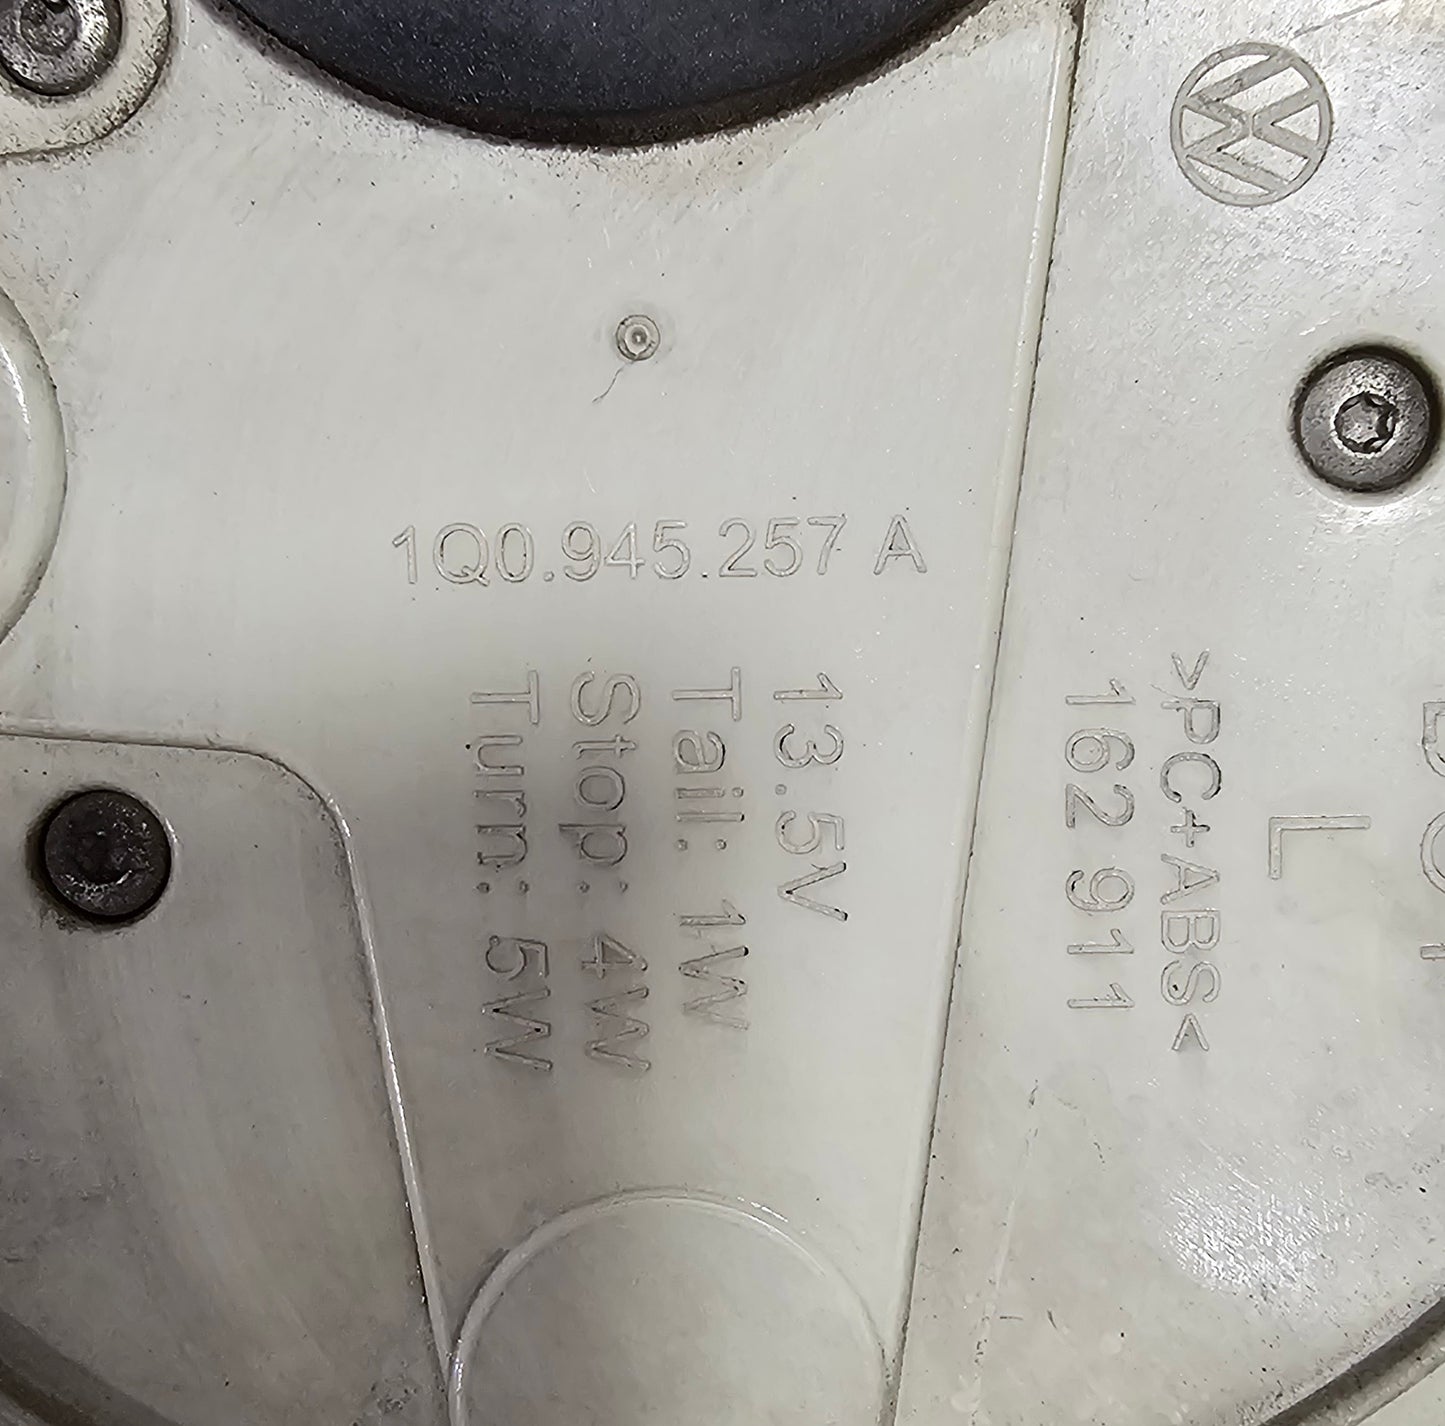 1Q0.945.257 A
13.5V
Tail: 1W
Stop: 4W
Turn: 5W
>PC+ABS<
162 911
L